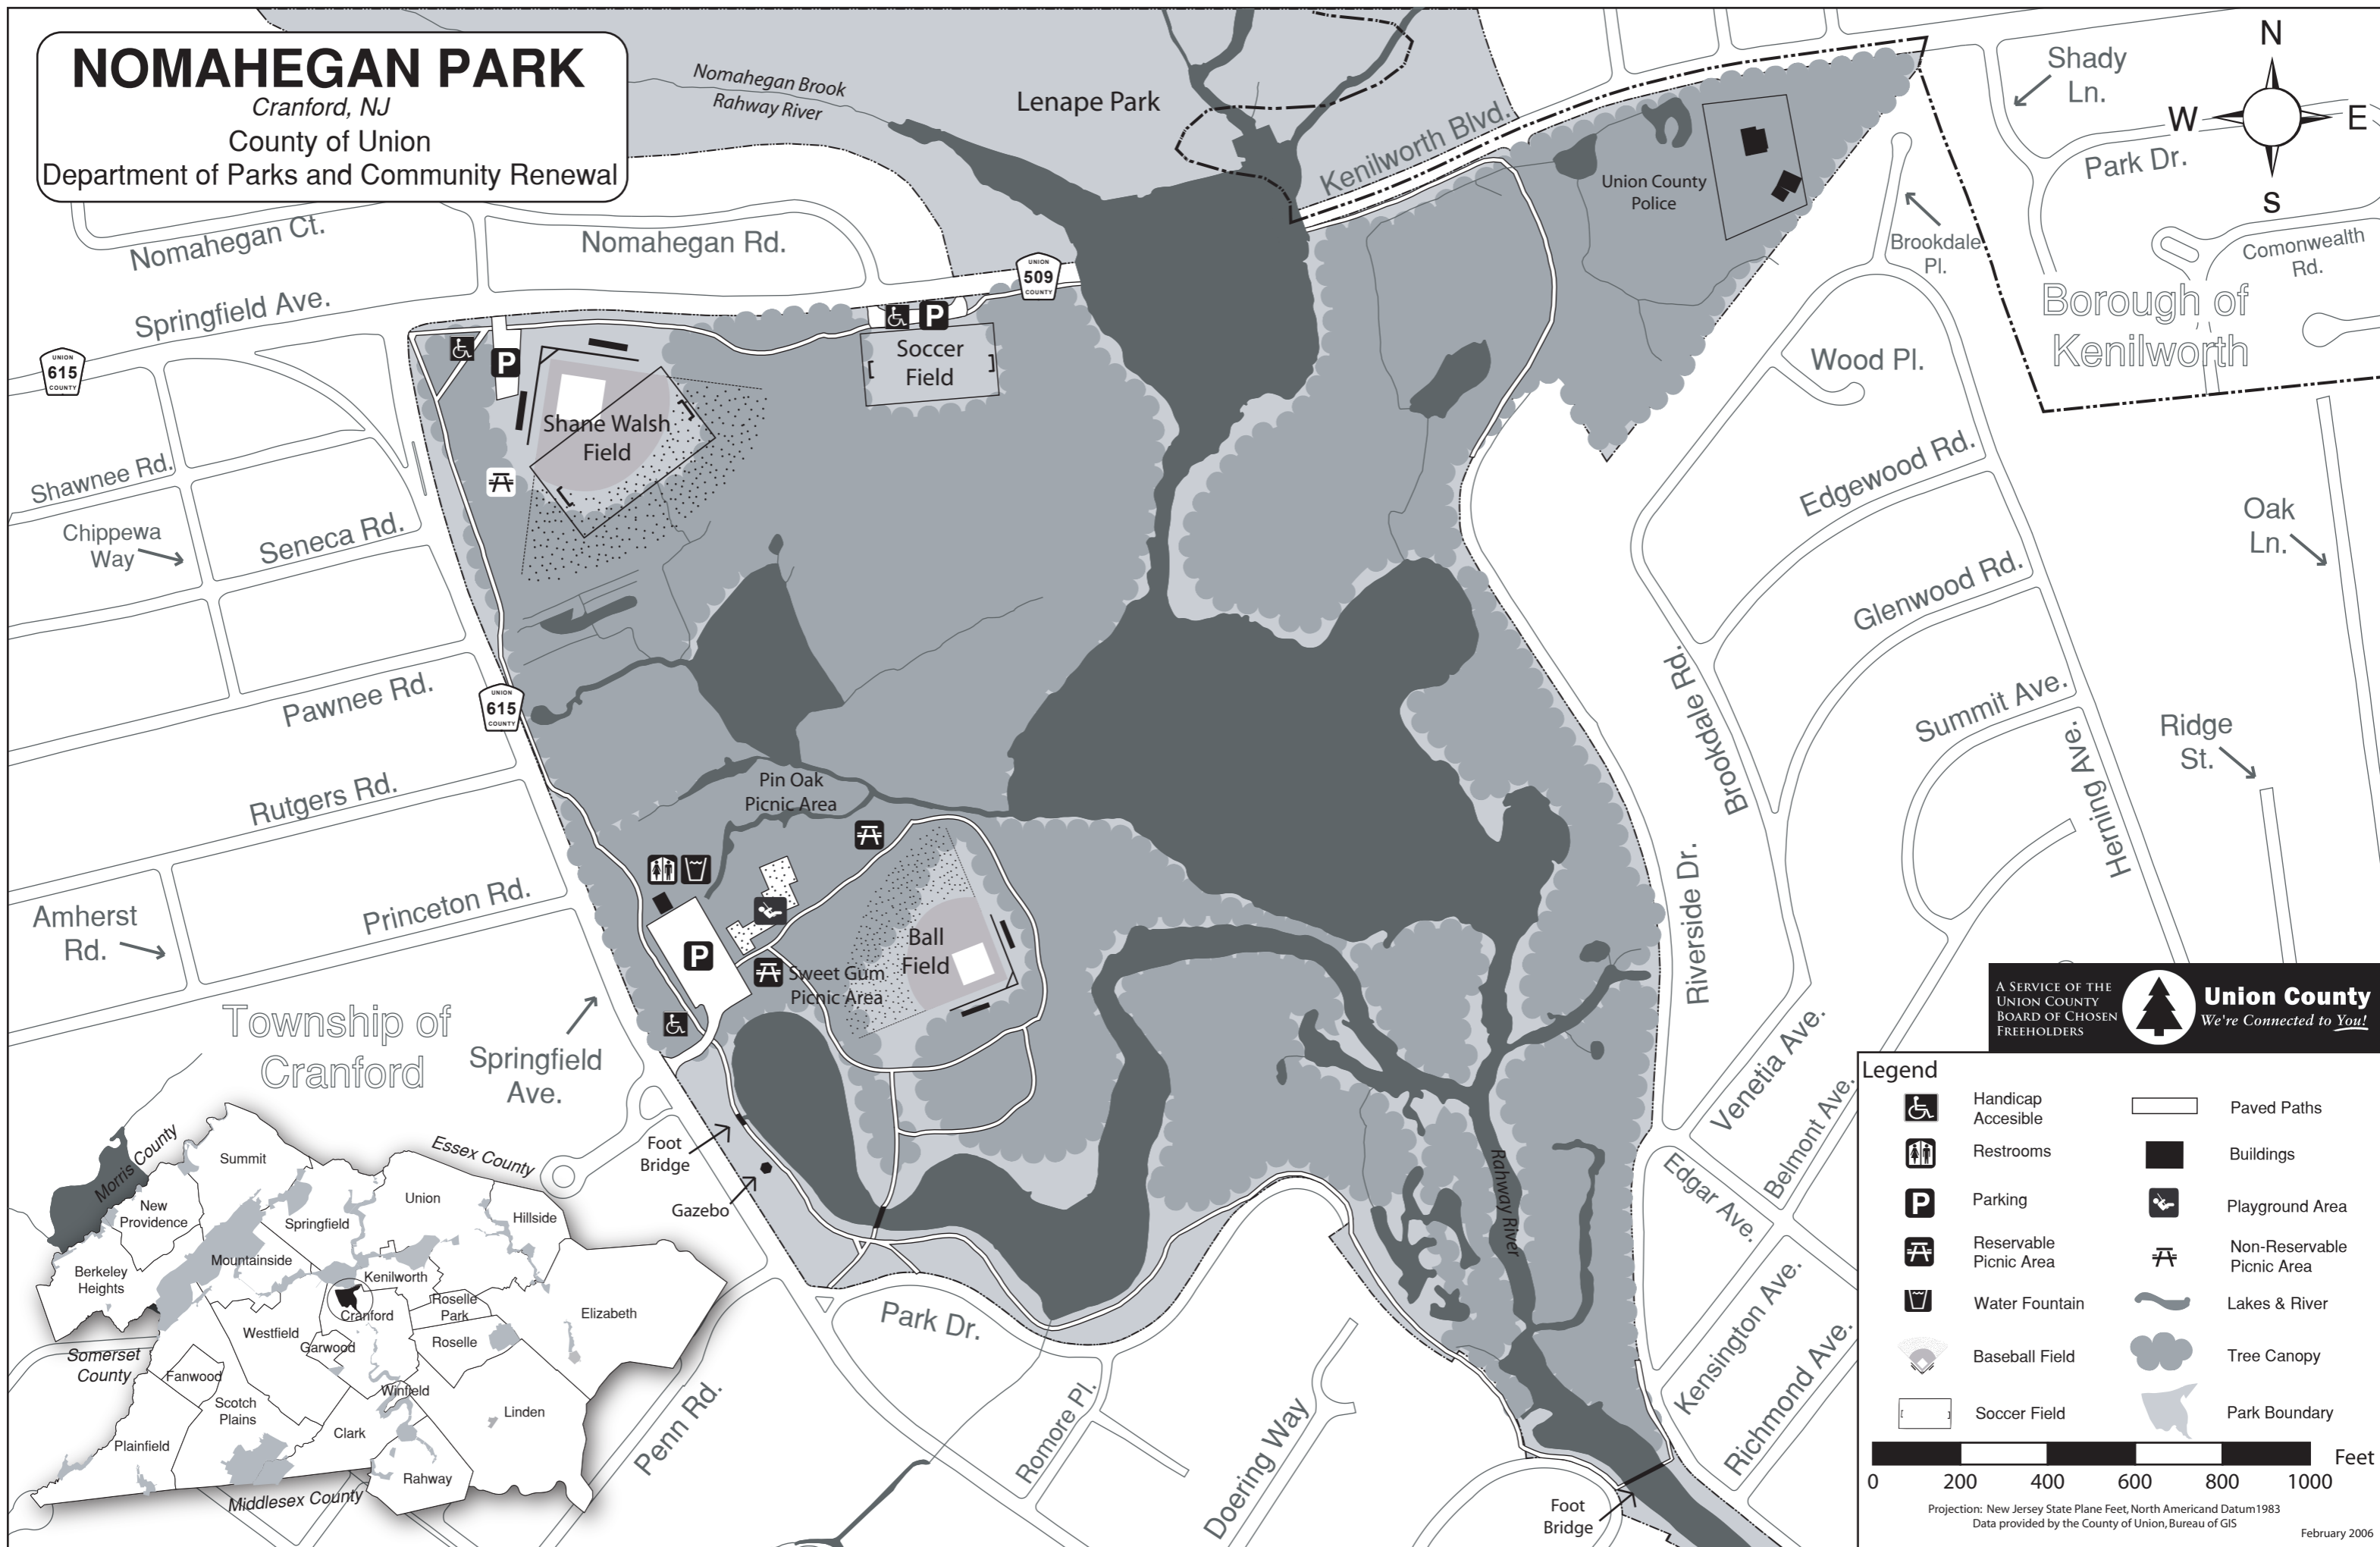 NOMAHEGAN PARK
Cranford, NJ
County of Union
Department of Parks and Community Renewal
Nomahegan Brook
Rahway River
Lenape Park
Kenilworth Blvd.
Union County
Police
Shady
Ln.
Park Dr.
N
W
E
S
Brookdale
Pl.
Comonwealth
Rd.
Borough of
Kenilworth
Nomahegan Ct.
Nomahegan Rd.
Springfield Ave.
UNION
509
COUNTY
UNION
615
COUNTY
P
P
Soccer
Field
Shane Walsh
Field
Wood Pl.
Shawnee Rd.
Chippewa
Way
Seneca Rd.
Edgewood Rd.
Glenwood Rd.
Oak
Ln.
Pawnee Rd.
UNION
615
COUNTY
Brookdale Rd.
Summit Ave.
Herning Ave.
Ridge
St.
Rutgers Rd.
Pin Oak
Picnic Area
Amherst
Rd.
Princeton Rd.
P
Ball
Field
Sweet Gum
Picnic Area
Riverside Dr.
Township of
Cranford
Springfield
Ave.
Venetia Ave.
Belmont Ave.
Edgar Ave.
Foot
Bridge
Gazebo
Rahway River
Park Dr.
Kensington Ave.
Richmond Ave.
Penn Rd.
Romore Pl.
Doering Way
Foot
Bridge
Morris County
Essex County
Summit
New
Providence
Springfield
Union
Hillside
Mountainside
Berkeley
Heights
Kenilworth
Cranford
Roselle
Park
Elizabeth
Westfield
Garwood
Roselle
Somerset
County
Fanwood
Scotch
Plains
Winfield
Linden
Clark
Plainfield
Rahway
Middlesex County
A SERVICE OF THE
UNION COUNTY
BOARD OF CHOSEN
FREEHOLDERS
Union County
We're Connected to You!
Legend
Handicap
Accesible
Paved Paths
Restrooms
Buildings
P
Parking
Playground Area
Reservable
Picnic Area
Non-Reservable
Picnic Area
Water Fountain
Lakes & River
Baseball Field
Tree Canopy
Soccer Field
Park Boundary
Feet
0 200 400 600 800 1000
Projection: New Jersey State Plane Feet, North Americand Datum1983
Data provided by the County of Union, Bureau of GIS
February 2006